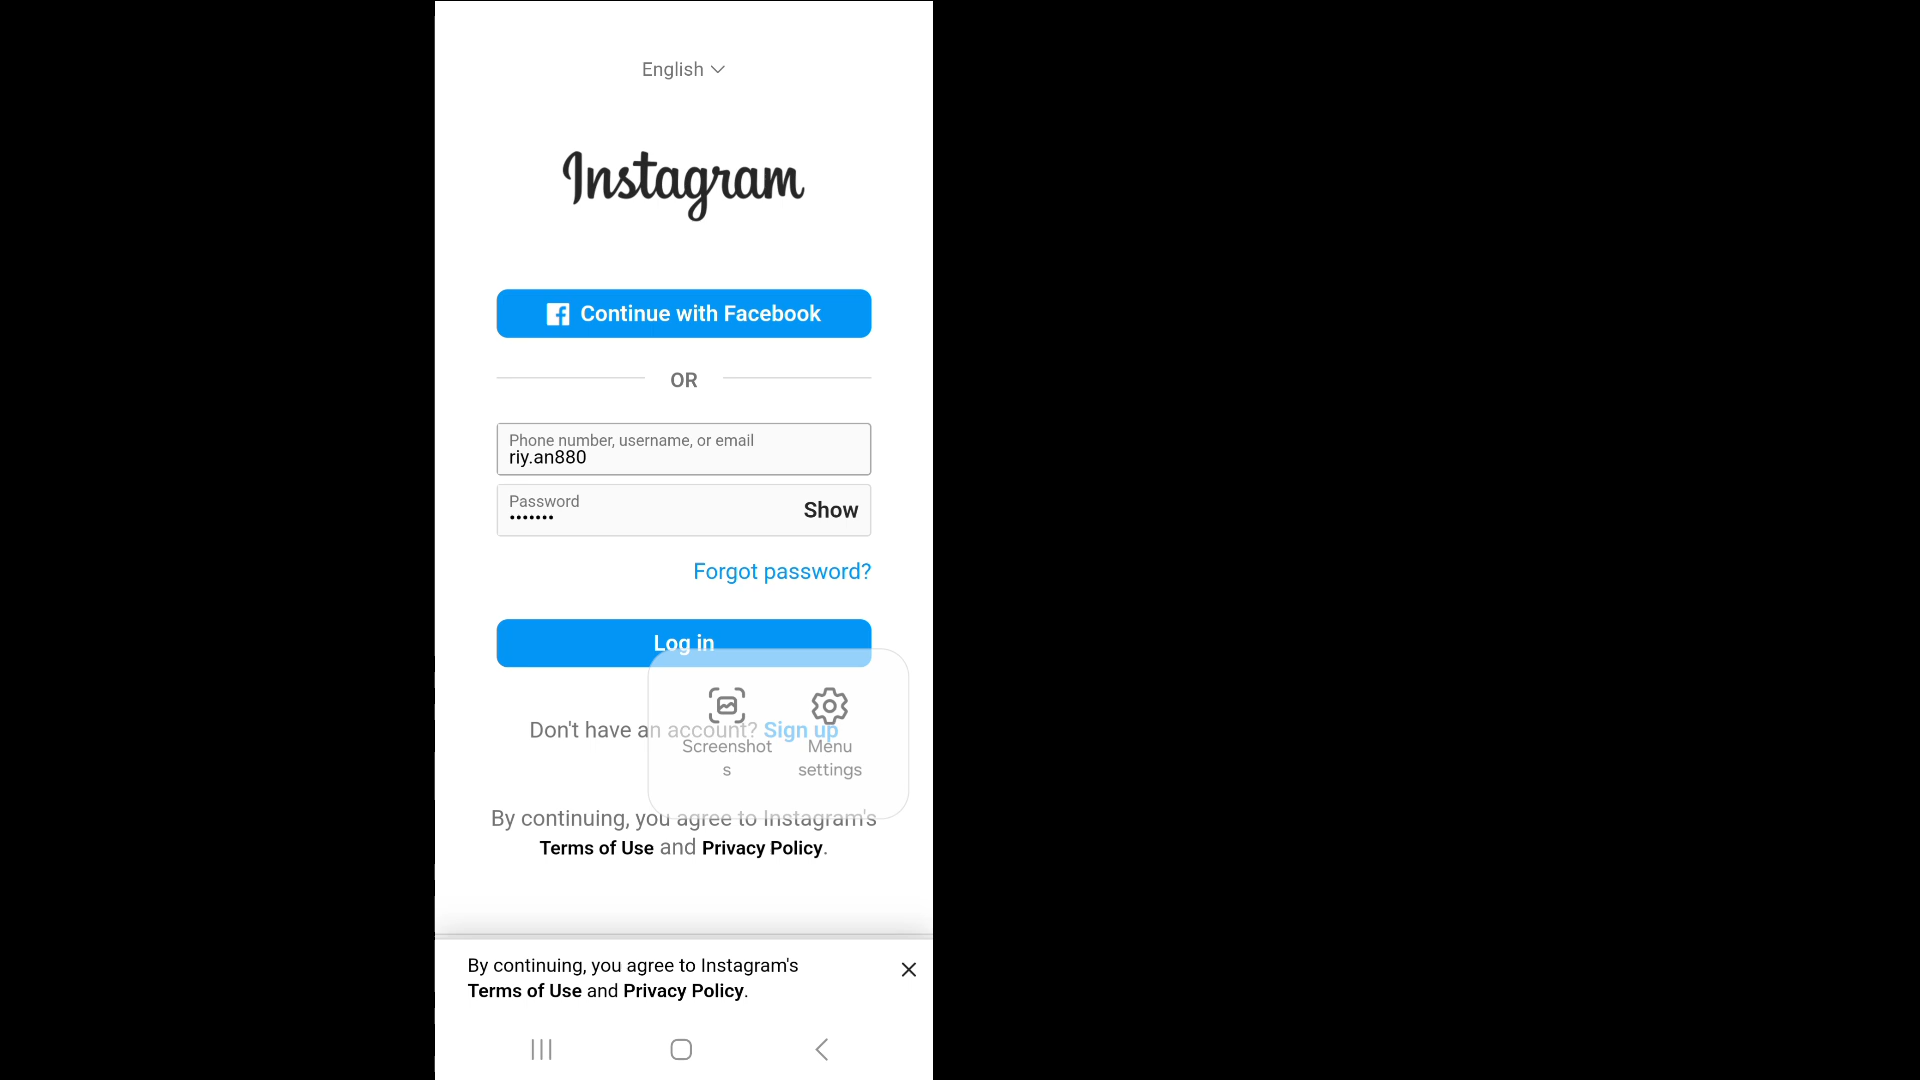 English
Instagram
Continue with Facebook
OR
Phone number, username, or email
riy.an880
Password
•••••••
Show
Forgot password?
Log in
Don't have an account? Sign up
Screenshot
s
Menu
settings
By continuing, you agree to Instagram's
Terms of Use and Privacy Policy.
By continuing, you agree to Instagram's
Terms of Use and Privacy Policy.